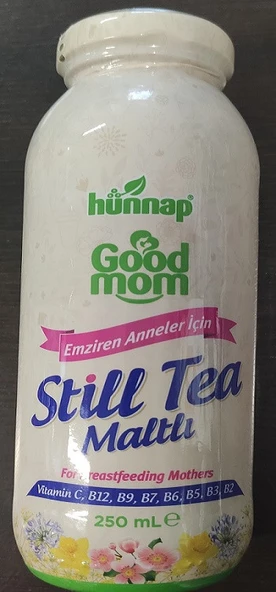 hünnap
Good
mom
Emziren Anneler İçin
Still Tea
Maltlı
For Breastfeeding Mothers
Vitamin C, B12, B9, B7, B6, B5, B3, B2
250 mL ℮